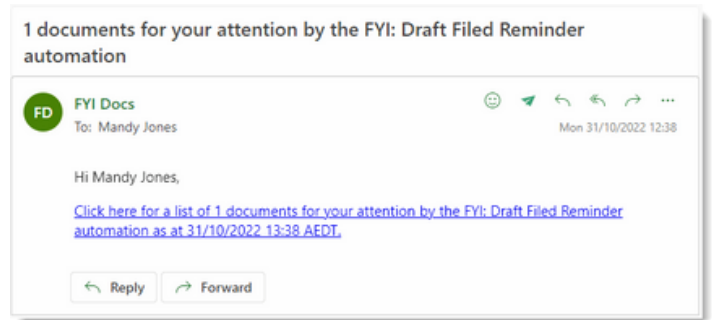 1 documents for your attention by the FYI: Draft Filed Reminder
automation
FD
FYI Docs
To: Mandy Jones
Mon 31/10/2022 12:38
Hi Mandy Jones,
Click here for a list of 1 documents for your attention by the FYI: Draft Filed Reminder
automation as at 31/10/2022 13:38 AEDT.
Reply
Forward